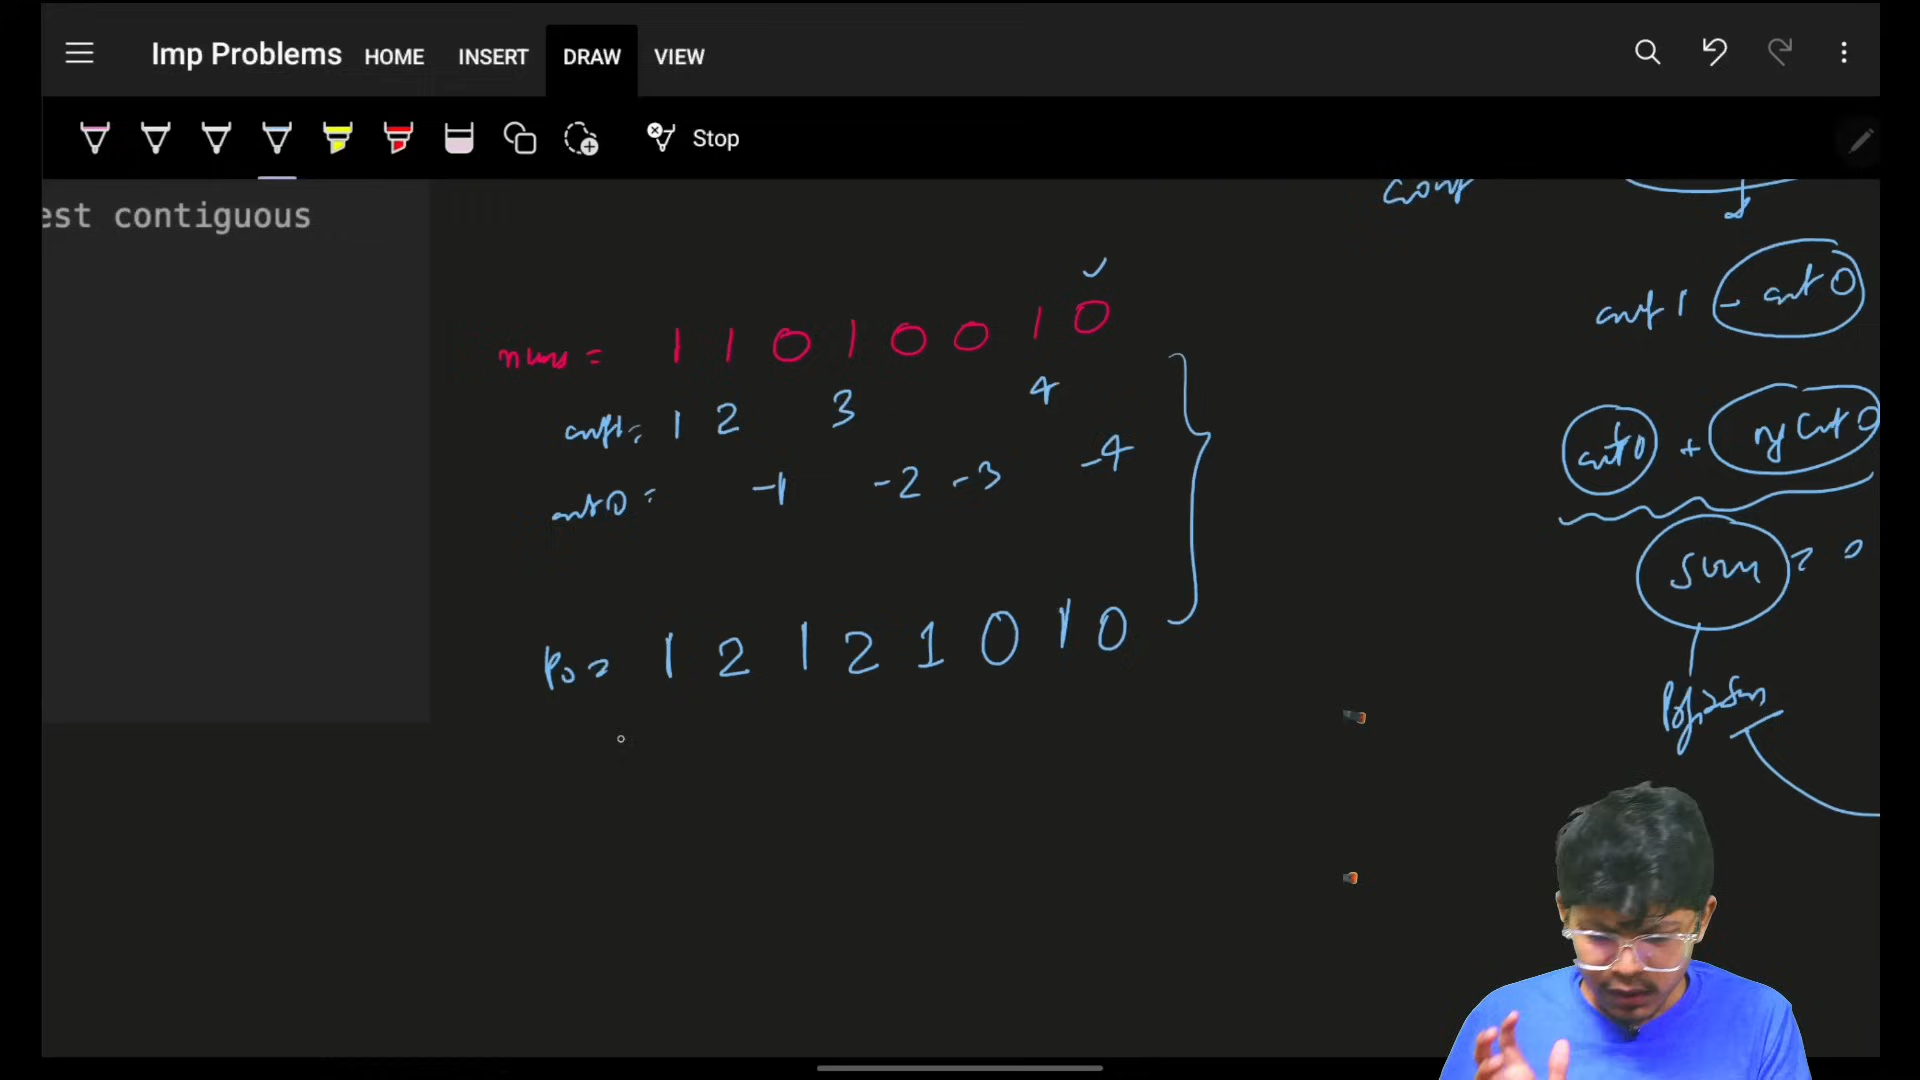 Imp Problems HOME INSERT DRAW VIEW
Stop
est contiguous
nums = 1 1 0 1 0 0 1 0
cnt1 = 1 2 3 4
cnt0 = -1 -2 -3 -4
1 2 1 2 1 0 1 0
cnt1 - cnt0
cnt0 +
sum = 0